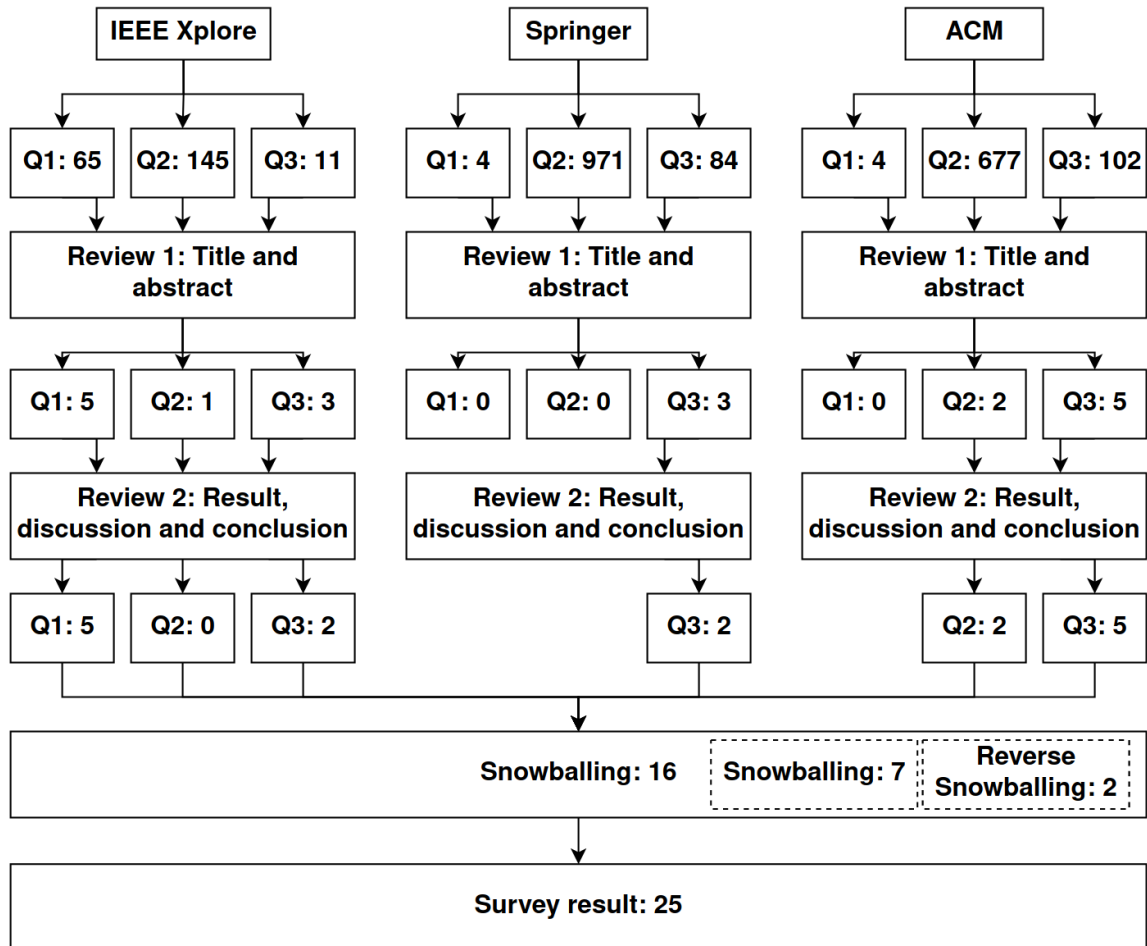 IEEE Xplore
Springer
ACM
Q1: 65
Q2: 145
Q3: 11
Q1: 4
Q2: 971
Q3: 84
Q1: 4
Q2: 677
Q3: 102
Review 1: Title and
abstract
Review 1: Title and
abstract
Review 1: Title and
abstract
Q1: 5
Q2: 1
Q3: 3
Q1: 0
Q2: 0
Q3: 3
Q1: 0
Q2: 2
Q3: 5
Review 2: Result,
discussion and conclusion
Review 2: Result,
discussion and conclusion
Review 2: Result,
discussion and conclusion
Q1: 5
Q2: 0
Q3: 2
Q3: 2
Q2: 2
Q3: 5
Snowballing: 16
Snowballing: 7
Reverse
Snowballing: 2
Survey result: 25